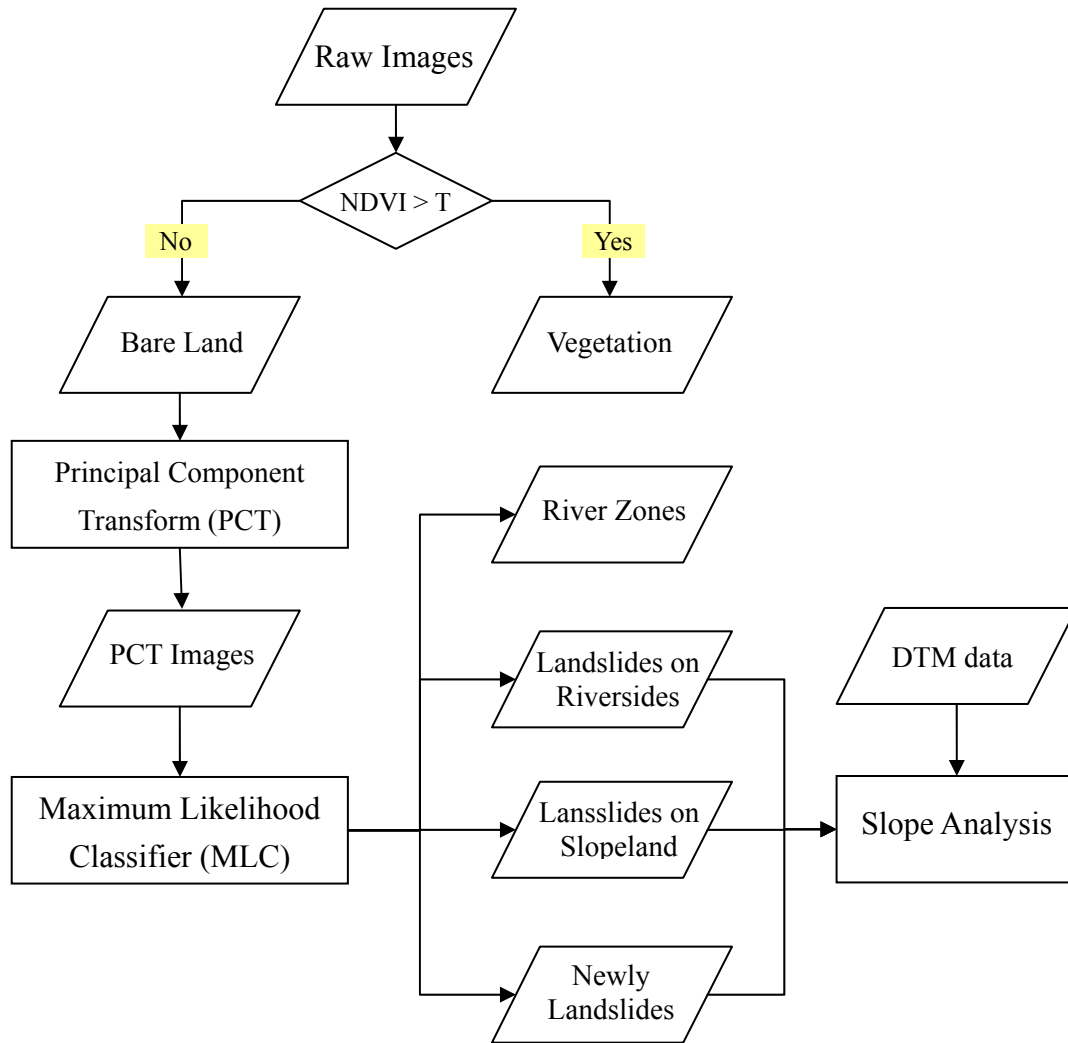 Raw Images
NDVI > T
No
Yes
Bare Land
Vegetation
Principal Component
Transform (PCT)
River Zones
PCT Images
Landslides on
Riversides
DTM data
Maximum Likelihood
Classifier (MLC)
Lansslides on
Slopeland
Slope Analysis
Newly
Landslides